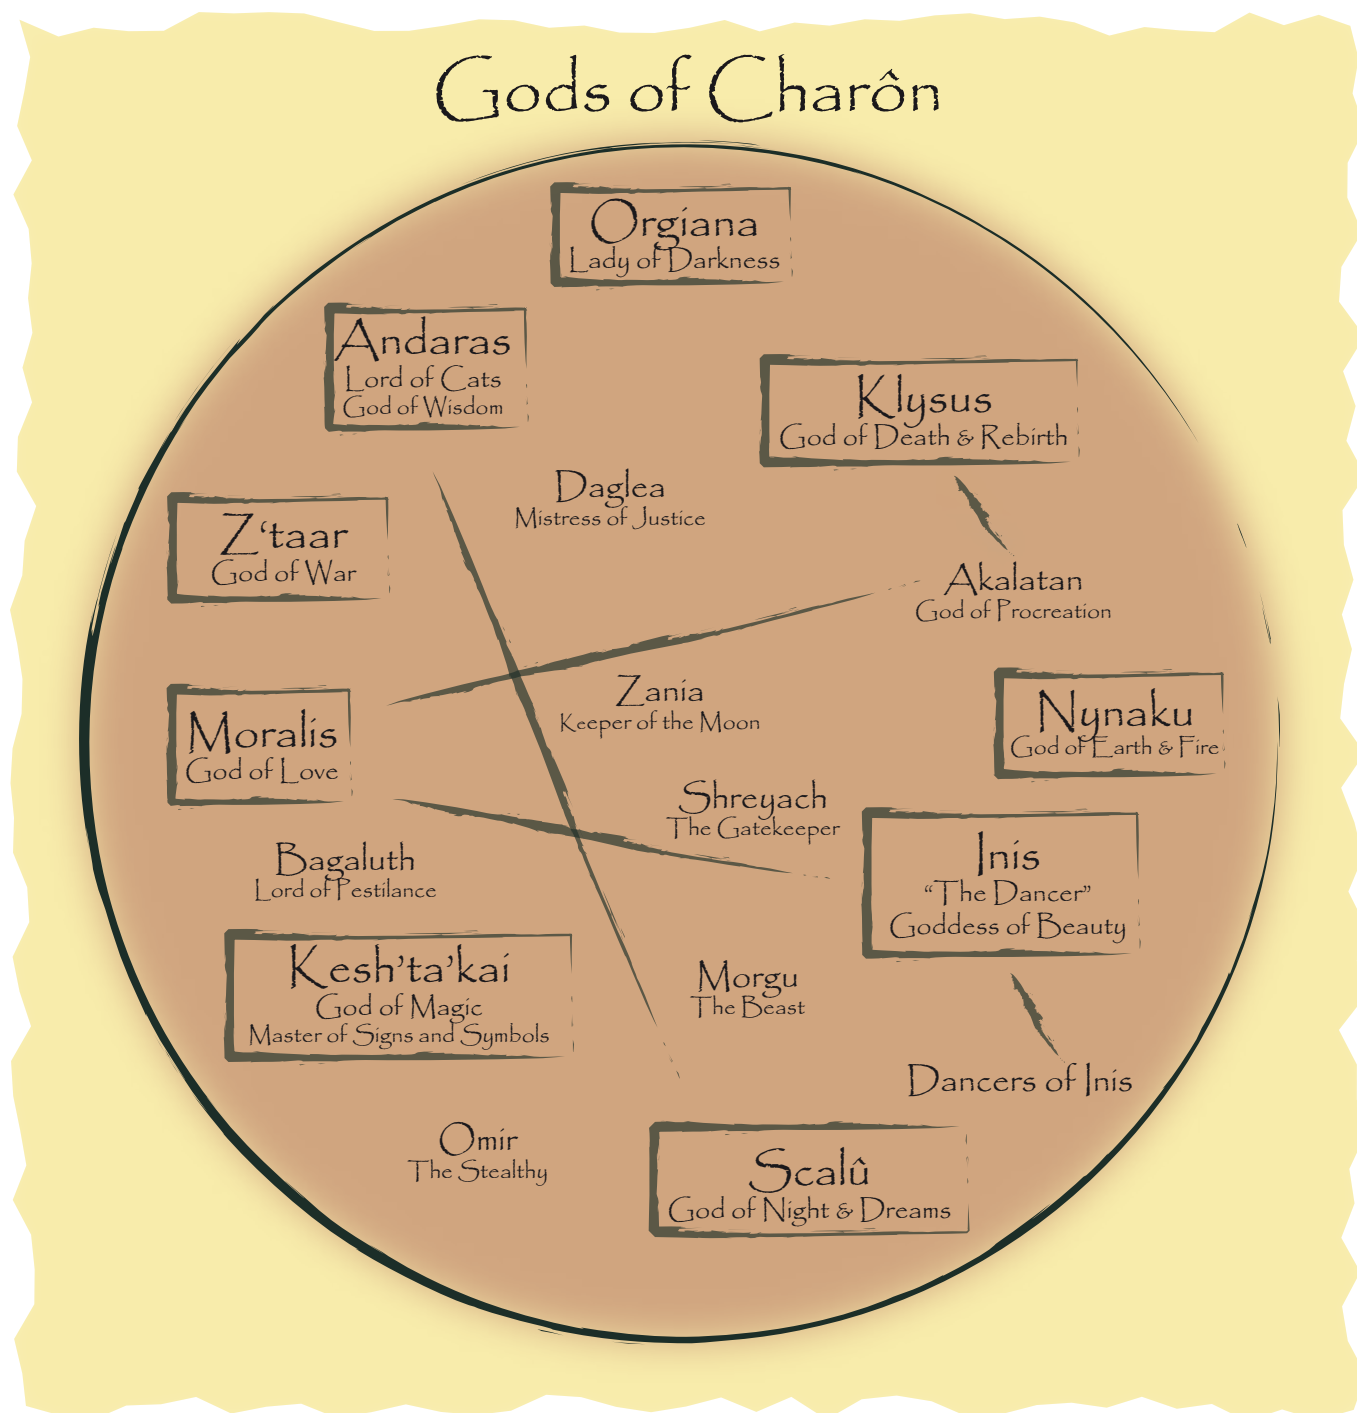 Gods of Charôn
Orgiana
Lady of Darkness
Andaras
Lord of Cats
God of Wisdom
Klysus
God of Death & Rebirth
Daglea
Mistress of Justice
Z‘taar
God of War
Akalatan
God of Procreation
Zania
Keeper of the Moon
Nynaku
God of Earth & Fire
Moralis
God of Love
Shreyach
The Gatekeeper
Inis
“The Dancer”
Goddess of Beauty
Bagaluth
Lord of Pestilance
Kesh’ta’kai
God of Magic
Master of Signs and Symbols
Morgu
The Beast
Dancers of Inis
Omir
The Stealthy
Scalû
God of Night & Dreams